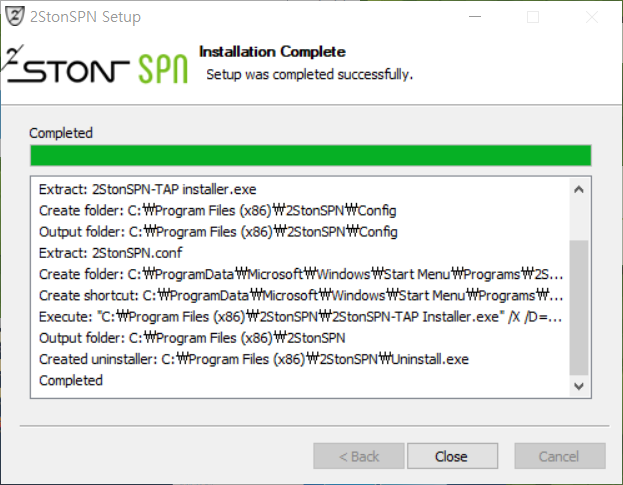 2StonSPN Setup
2STON SPN
Installation Complete
Setup was completed successfully.
Completed
Extract: 2StonSPN-TAP installer.exe
Create folder: C:₩Program Files (x86)₩2StonSPN₩Config
Output folder: C:₩Program Files (x86)₩2StonSPN₩Config
Extract: 2StonSPN.conf
Create folder: C:₩ProgramData₩Microsoft₩Windows₩Start Menu₩Programs₩2S...
Create shortcut: C:₩ProgramData₩Microsoft₩Windows₩Start Menu₩Programs₩...
Execute: "C:₩Program Files (x86)₩2StonSPN₩2StonSPN-TAP Installer.exe" /X /D=...
Output folder: C:₩Program Files (x86)₩2StonSPN
Created uninstaller: C:₩Program Files (x86)₩2StonSPN₩Uninstall.exe
Completed
< Back Close Cancel